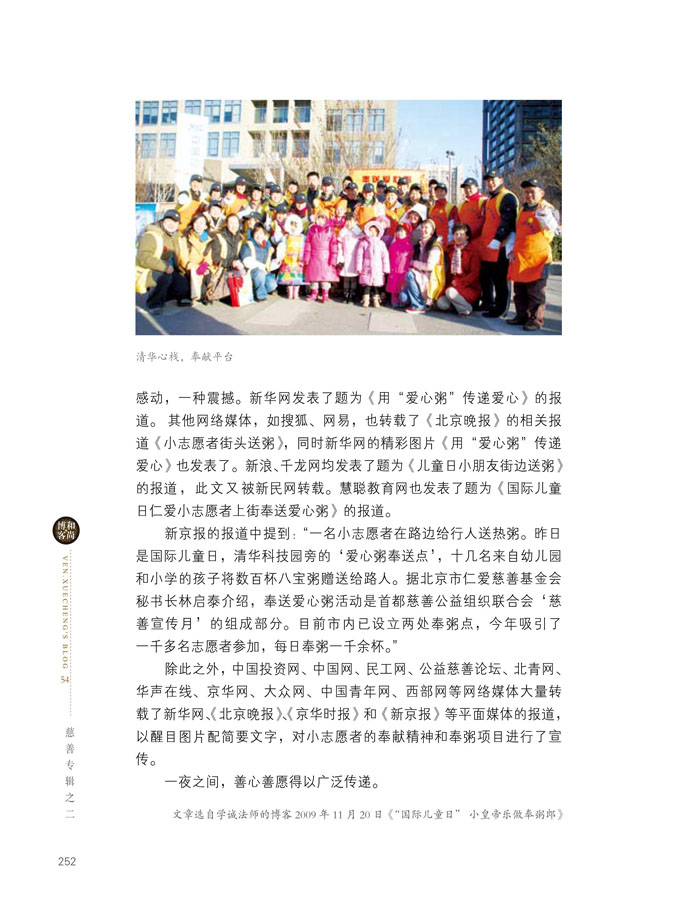 清华心栈，奉献平台
感动，一种震撼。新华网发表了题为《用“爱心粥”传递爱心》的报
道。 其他网络媒体，如搜狐、网易，也转载了《北京晚报》的相关报
道《小志愿者街头送粥》，同时新华网的精彩图片《用“爱心粥”传递
爱心》也发表了。新浪、千龙网均发表了题为《儿童日小朋友街边送粥》
的报道，此文又被新民网转载。慧聪教育网也发表了题为《国际儿童
日仁爱小志愿者上街奉送爱心粥》的报道。
新京报的报道中提到：“一名小志愿者在路边给行人送热粥。昨日
是国际儿童日，清华科技园旁的‘爱心粥奉送点’，十几名来自幼儿园
和小学的孩子将数百杯八宝粥赠送给路人。据北京市仁爱慈善基金会
秘书长林启泰介绍，奉送爱心粥活动是首都慈善公益组织联合会‘慈
善宣传月’的组成部分。目前市内已设立两处奉粥点，今年吸引了
一千多名志愿者参加，每日奉粥一千余杯。”
除此之外，中国投资网、中国网、民工网、公益慈善论坛、北青网、
华声在线、京华网、大众网、中国青年网、西部网等网络媒体大量转
载了新华网、《北京晚报》、《京华时报》和《新京报》等平面媒体的报道，
以醒目图片配简要文字，对小志愿者的奉献精神和奉粥项目进行了宣
传。
一夜之间，善心善愿得以广泛传递。
文章选自学诚法师的博客2009年11月20日《“国际儿童日” 小皇帝乐做奉粥郎》
和尚
博客
VEN.XUECHENG'S BLOG
54
慈善专辑之二
252